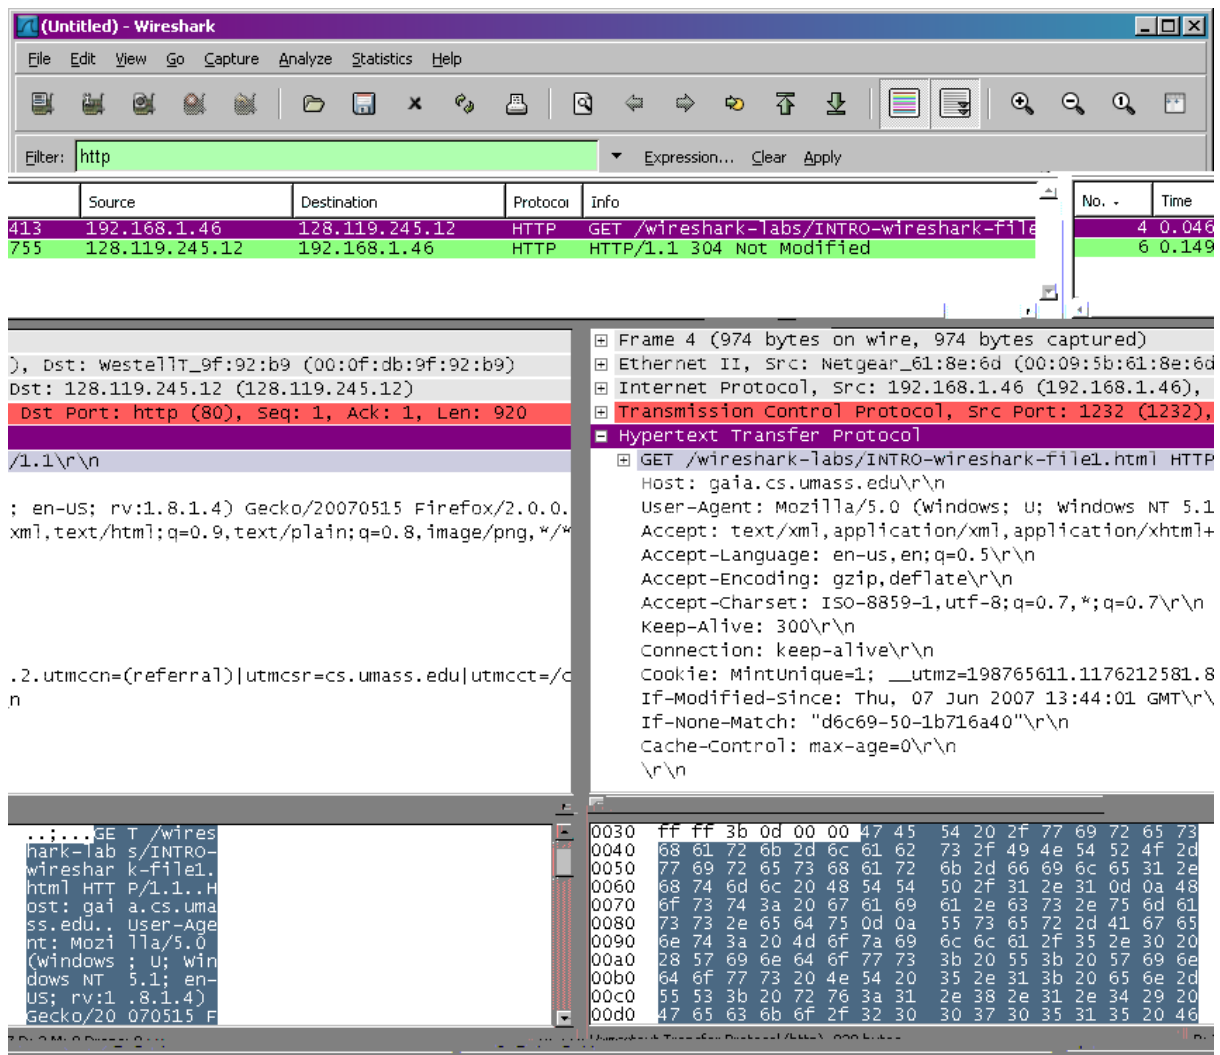 (Untitled) - Wireshark
File Edit View Go Capture Analyze Statistics Help
Filter: http Expression... Clear Apply
Source Destination Protocol Info
413 192.168.1.46 128.119.245.12 HTTP GET /wireshark-labs/INTRO-wireshark-file
755 128.119.245.12 192.168.1.46 HTTP HTTP/1.1 304 Not Modified
No. - Time
4 0.046
6 0.149
), Dst: WestellT_9f:92:b9 (00:0f:db:9f:92:b9)
Dst: 128.119.245.12 (128.119.245.12)
Dst Port: http (80), Seq: 1, Ack: 1, Len: 920
/1.1\r\n
; en-US; rv:1.8.1.4) Gecko/20070515 Firefox/2.0.0.
xml,text/html;q=0.9,text/plain;q=0.8,image/png,*/*
.2.utmccn=(referral)|utmcsr=cs.umass.edu|utmcct=/c
n
Frame 4 (974 bytes on wire, 974 bytes captured)
Ethernet II, Src: Netgear_61:8e:6d (00:09:5b:61:8e:6d
Internet Protocol, Src: 192.168.1.46 (192.168.1.46),
Transmission Control Protocol, Src Port: 1232 (1232),
Hypertext Transfer Protocol
GET /wireshark-labs/INTRO-wireshark-file1.html HTTP
Host: gaia.cs.umass.edu\r\n
User-Agent: Mozilla/5.0 (Windows; U; Windows NT 5.1
Accept: text/xml,application/xml,application/xhtml+
Accept-Language: en-us,en;q=0.5\r\n
Accept-Encoding: gzip,deflate\r\n
Accept-Charset: ISO-8859-1,utf-8;q=0.7,*;q=0.7\r\n
Keep-Alive: 300\r\n
Connection: keep-alive\r\n
Cookie: MintUnique=1; __utmz=198765611.1176212581.8
If-Modified-Since: Thu, 07 Jun 2007 13:44:01 GMT\r\
If-None-Match: "d6c69-50-1b716a40"\r\n
Cache-Control: max-age=0\r\n
\r\n
..;...GE T /wires
hark-lab s/INTRO-
wireshar k-file1.
html HTT P/1.1..H
ost: gai a.cs.uma
ss.edu.. User-Age
nt: Mozi lla/5.0
(Windows ; U; Win
dows NT 5.1; en-
US; rv:1 .8.1.4)
Gecko/20 070515 F
0030 ff ff 3b 0d 00 00 47 45 54 20 2f 77 69 72 65 73
0040 68 61 72 6b 2d 6c 61 62 73 2f 49 4e 54 52 4f 2d
0050 77 69 72 65 73 68 61 72 6b 2d 66 69 6c 65 31 2e
0060 68 74 6d 6c 20 48 54 54 50 2f 31 2e 31 0d 0a 48
0070 6f 73 74 3a 20 67 61 69 61 2e 63 73 2e 75 6d 61
0080 73 73 2e 65 64 75 0d 0a 55 73 65 72 2d 41 67 65
0090 6e 74 3a 20 4d 6f 7a 69 6c 6c 61 2f 35 2e 30 20
00a0 28 57 69 6e 64 6f 77 73 3b 20 55 3b 20 57 69 6e
00b0 64 6f 77 73 20 4e 54 20 35 2e 31 3b 20 65 6e 2d
00c0 55 53 3b 20 72 76 3a 31 2e 38 2e 31 2e 34 29 20
00d0 47 65 63 6b 6f 2f 32 30 30 37 30 35 31 35 20 46